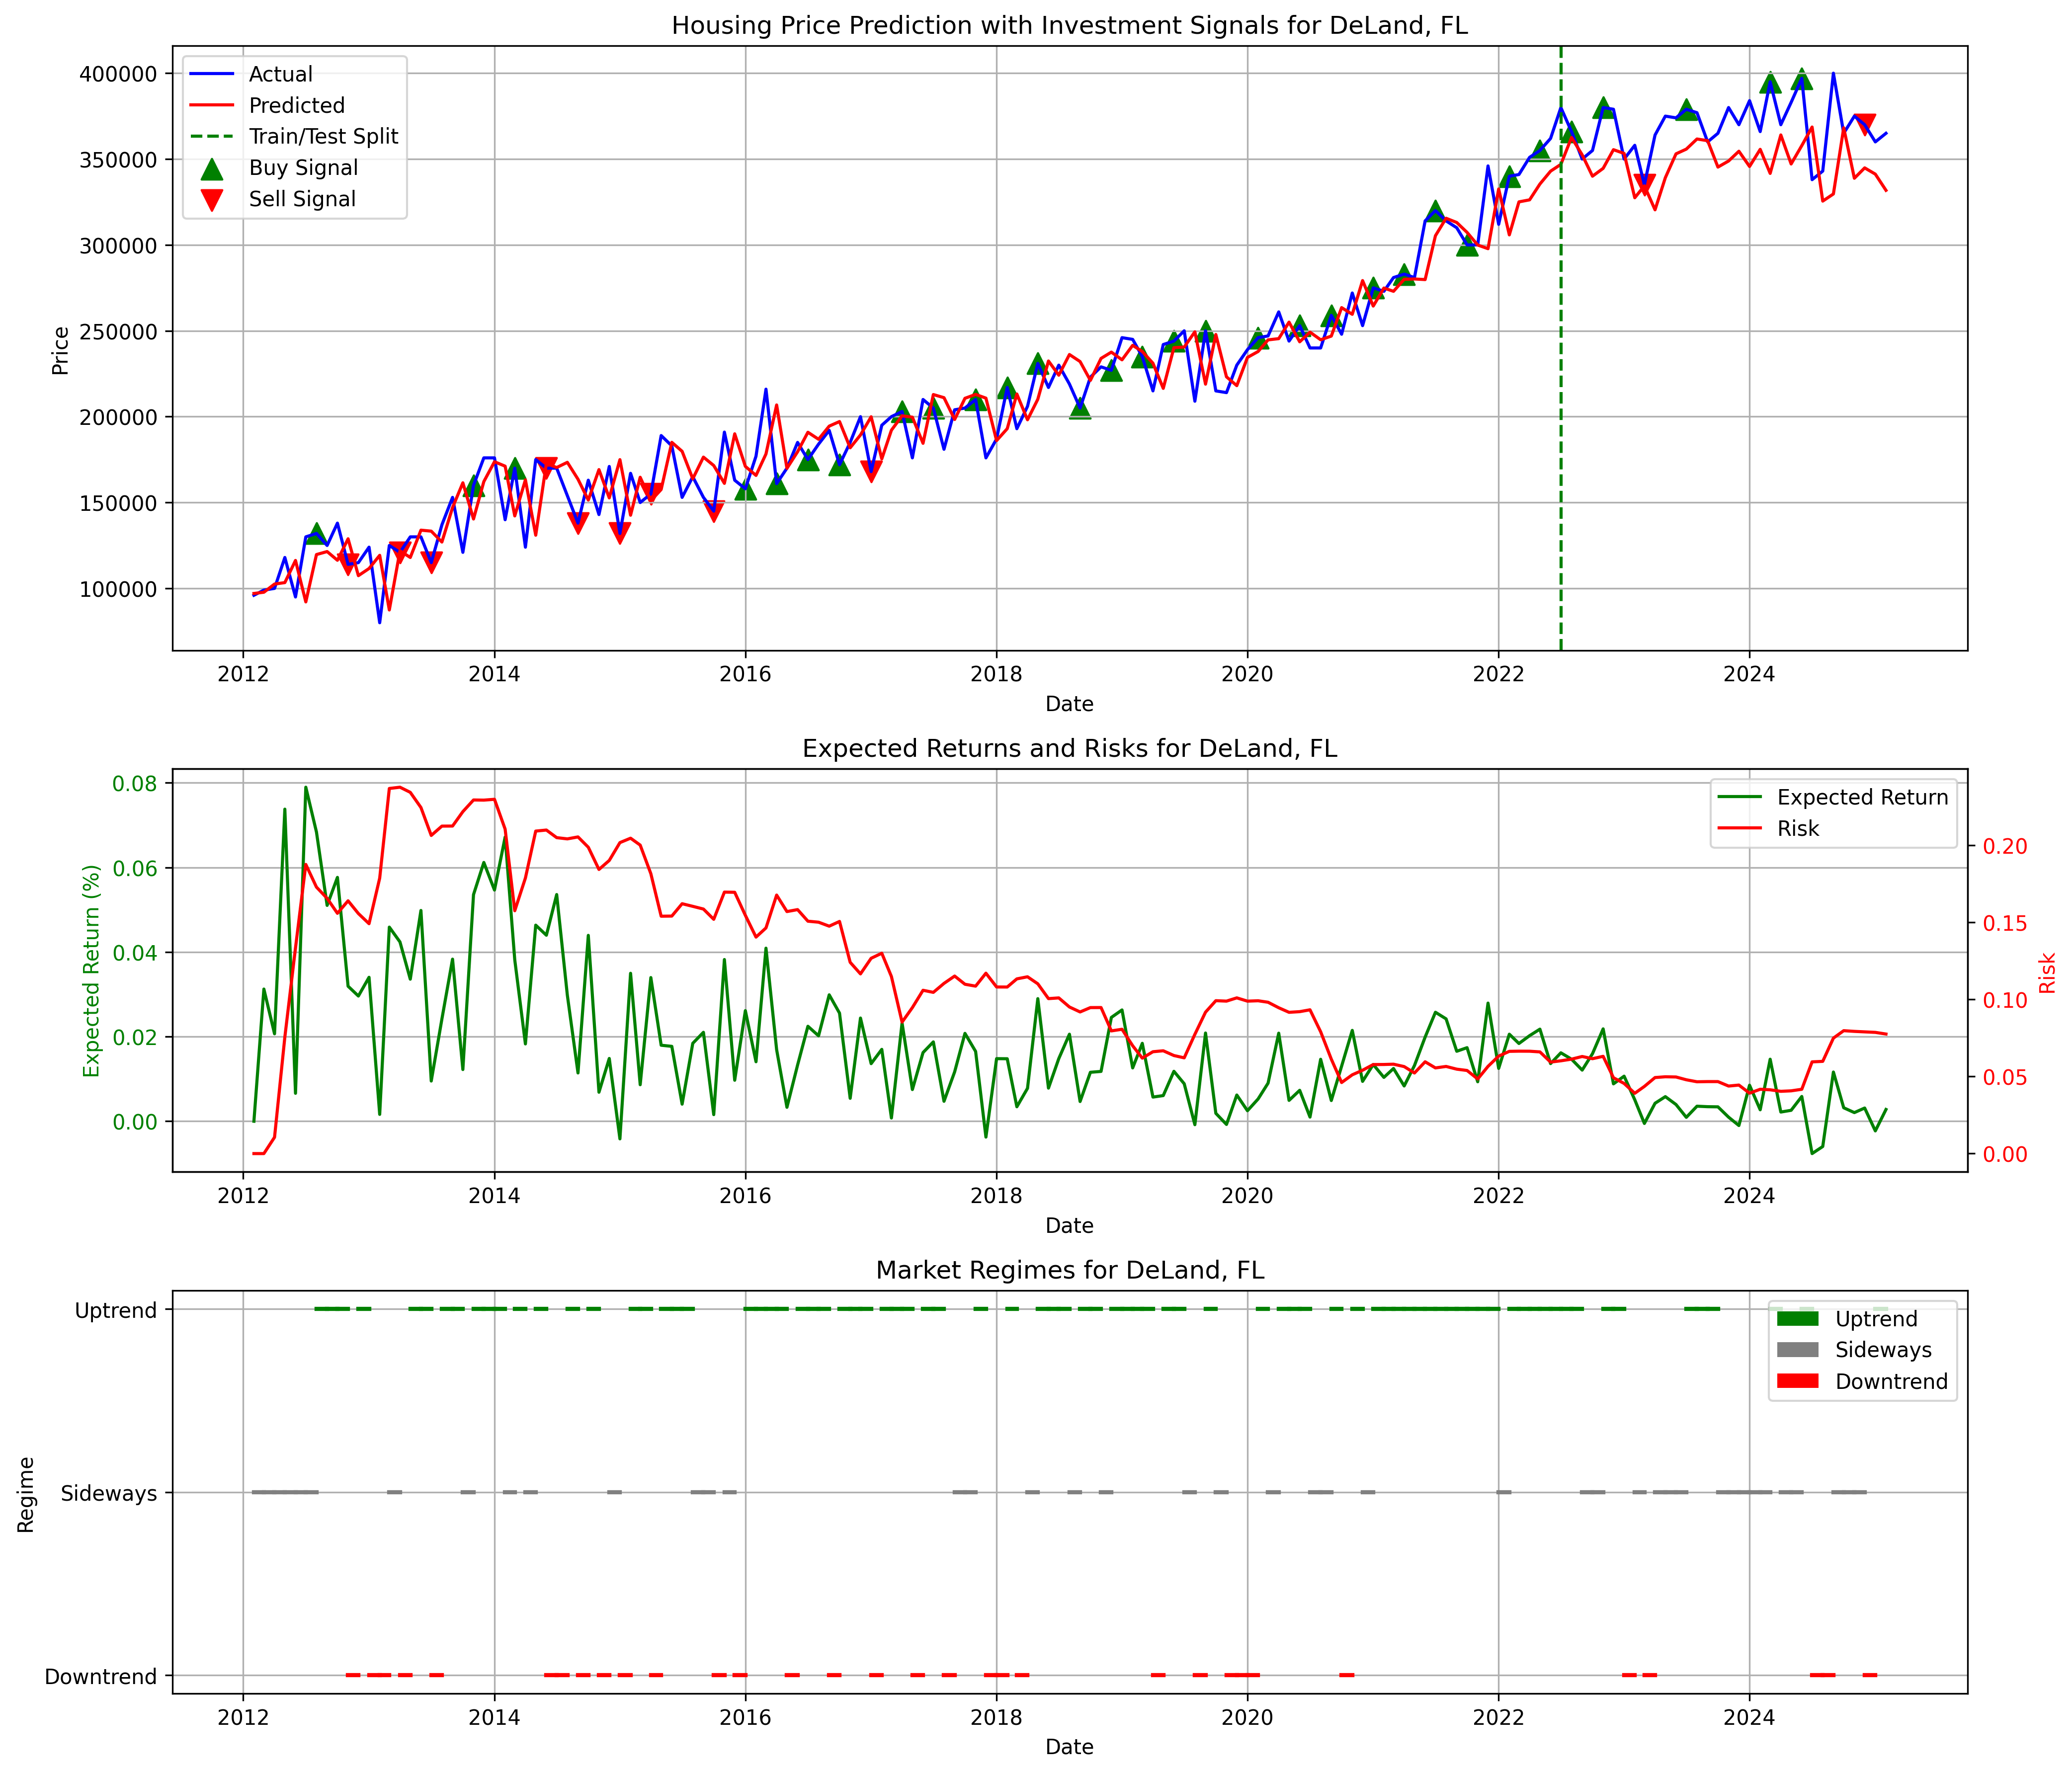 Housing Price Prediction with Investment Signals for DeLand, FL
Actual
Predicted
Train/Test Split
Buy Signal
Sell Signal
400000
350000
300000
250000
200000
150000
100000
Price
2012 2014 2016 2018 2020 2022 2024
Date
Expected Returns and Risks for DeLand, FL
Expected Return
Risk
0.08
0.06
0.04
0.02
0.00
Expected Return (%)
0.20
0.15
0.10
0.05
0.00
Risk
2012 2014 2016 2018 2020 2022 2024
Date
Market Regimes for DeLand, FL
Uptrend
Sideways
Downtrend
Uptrend
Sideways
Downtrend
Regime
2012 2014 2016 2018 2020 2022 2024
Date